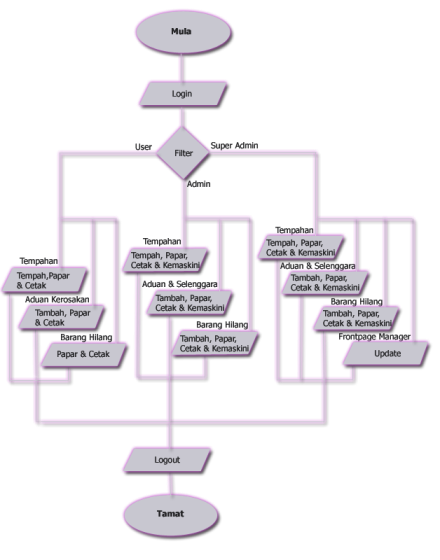 Mula
Login
User
Filter
Super Admin
Admin
Tempahan
Tempah,Papar
& Cetak
Aduan Kerosakan
Tambah, Papar
& Cetak
Barang Hilang
Papar & Cetak
Tempahan
Tempah, Papar,
Cetak & Kemaskini
Aduan & Selenggara
Tambah, Papar,
Cetak & Kemaskini
Barang Hilang
Tambah, Papar,
Cetak & Kemaskini
Tempahan
Tempah, Papar,
Cetak & Kemaskini
Aduan & Selenggara
Tambah, Papar,
Cetak & Kemaskini
Barang Hilang
Tambah, Papar,
Cetak & Kemaskini
Frontpage Manager
Update
Logout
Tamat